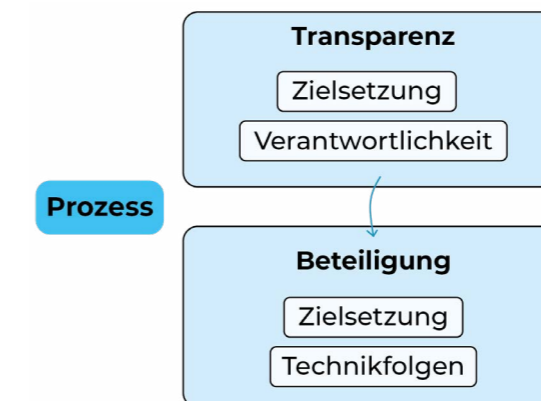 Transparenz
Zielsetzung
Verantwortlichkeit
Prozess
Beteiligung
Zielsetzung
Technikfolgen